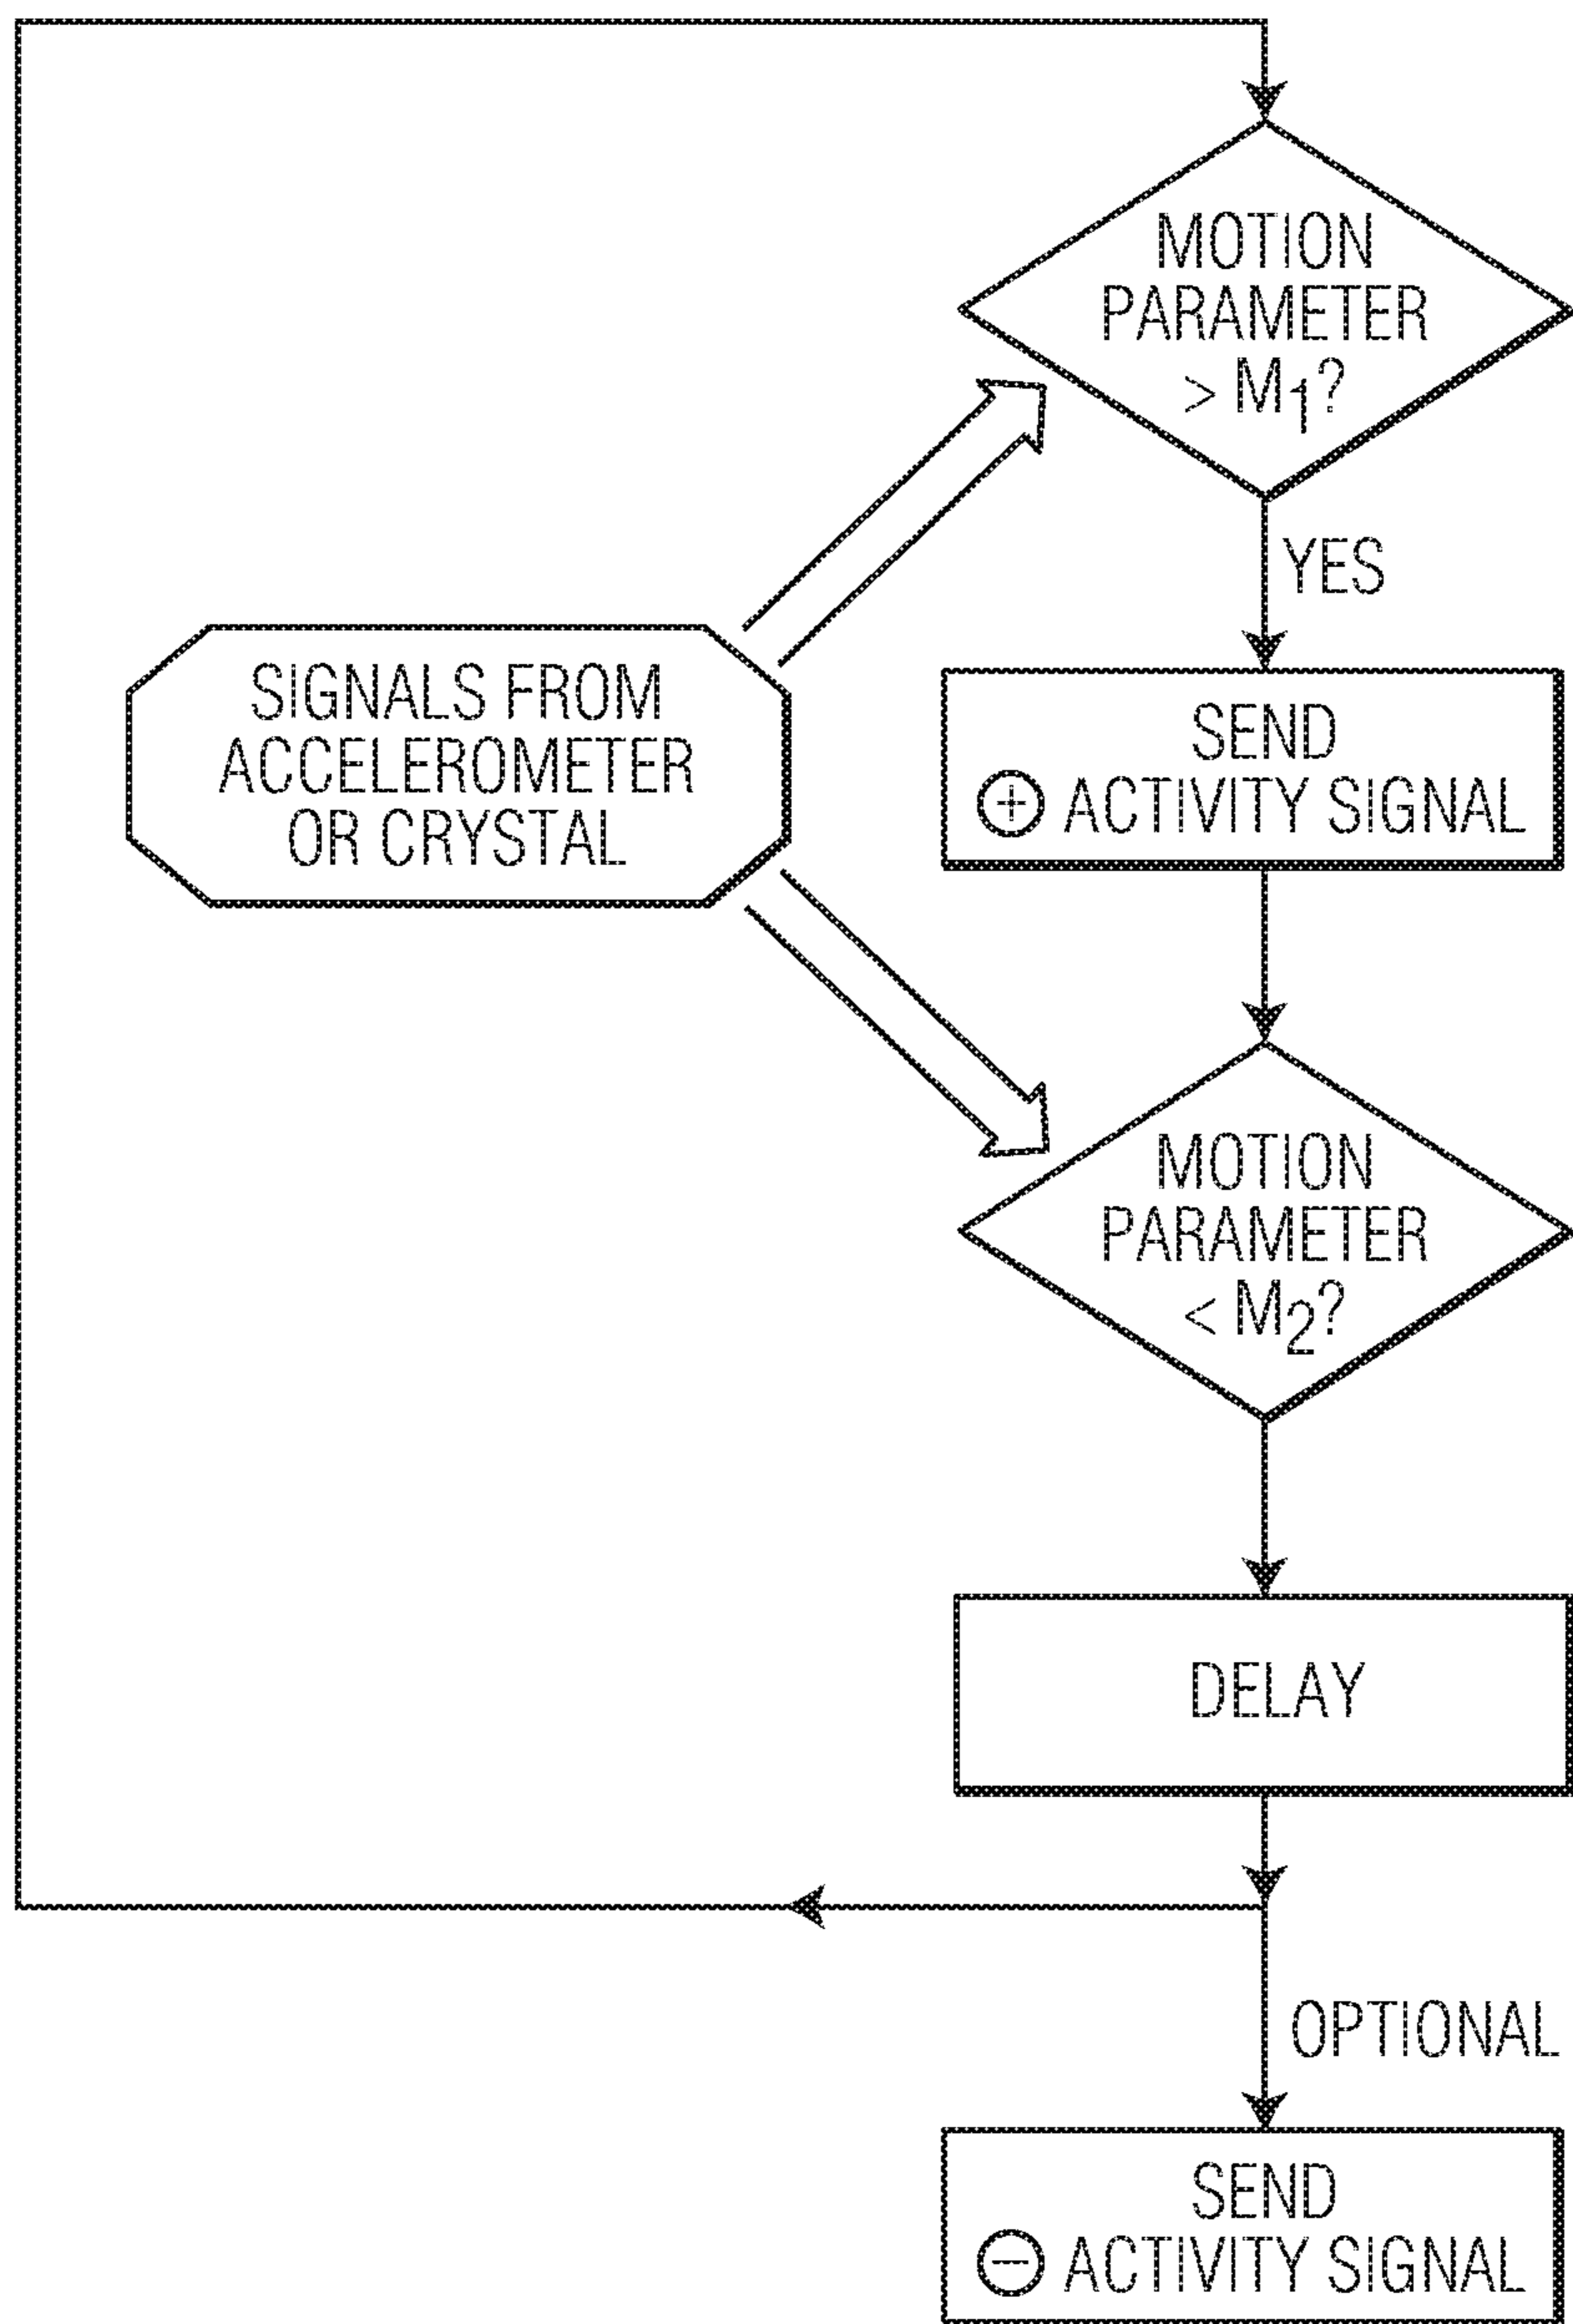 MOTION
PARAMETER
> M1?
YES
SIGNALS FROM
ACCELEROMETER
OR CRYSTAL
SEND
⊕ ACTIVITY SIGNAL
MOTION
PARAMETER
< M2?
DELAY
OPTIONAL
SEND
⊖ ACTIVITY SIGNAL